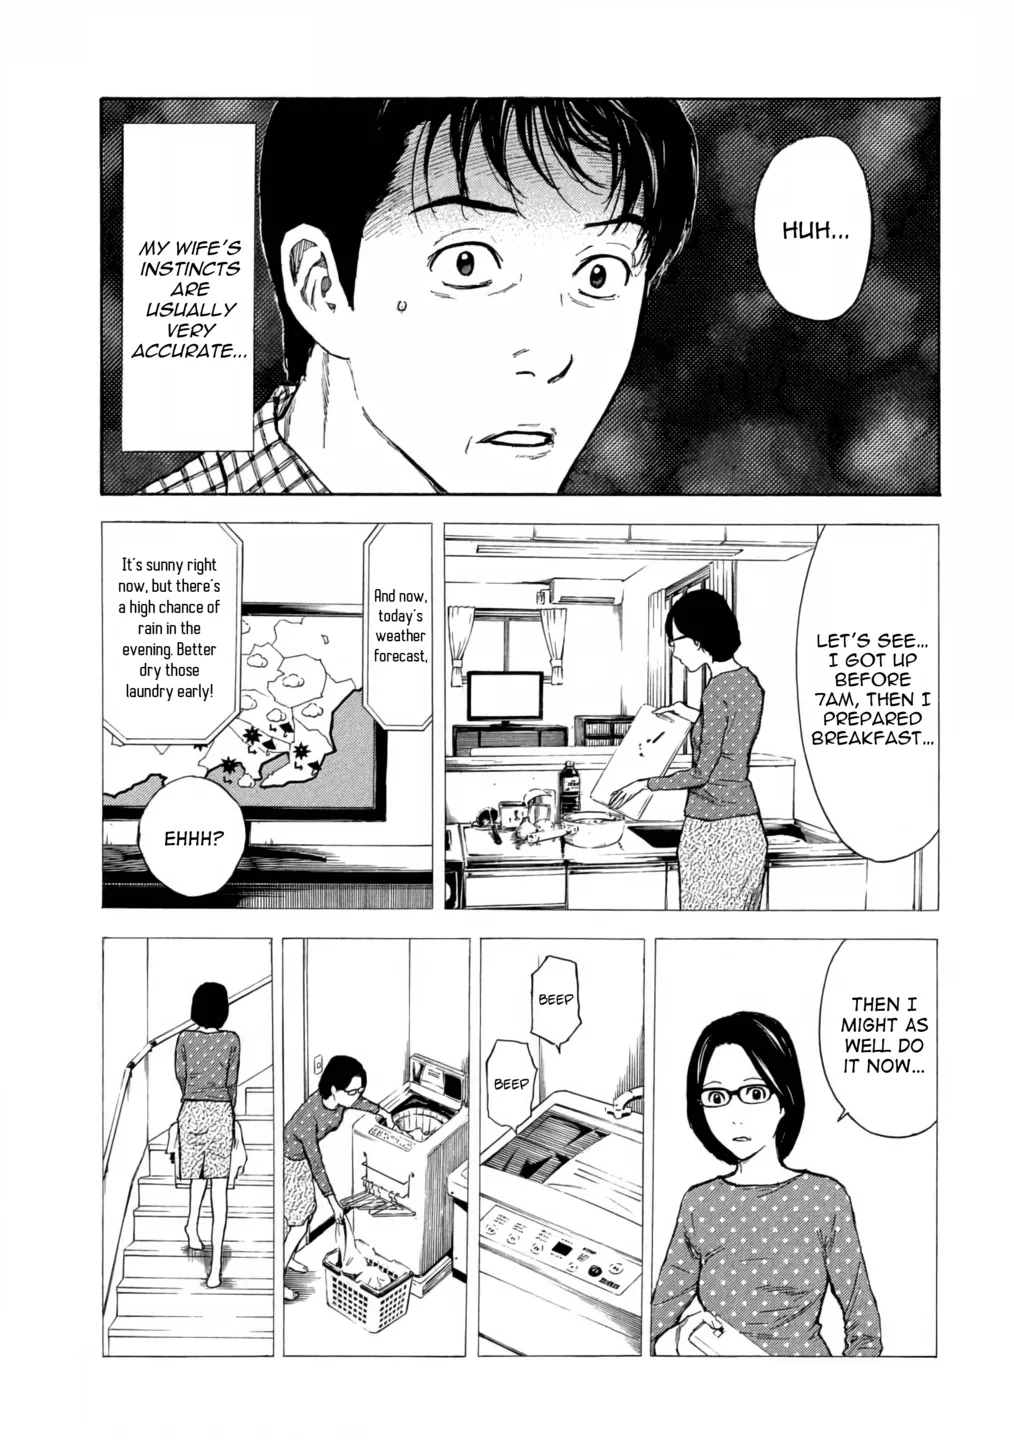 HUH...
MY WIFE'S
INSTINCTS
ARE
USUALLY
VERY
ACCURATE...
LET'S SEE...
I GOT UP
BEFORE
7AM, THEN I
PREPARED
BREAKFAST...
And now,
today's
weather
forecast,
It's sunny right
now, but there's
a high chance of
rain in the
evening. Better
dry those
laundry early!
EHHH?
THEN I
MIGHT AS
WELL DO
IT NOW...
BEEP
BEEP